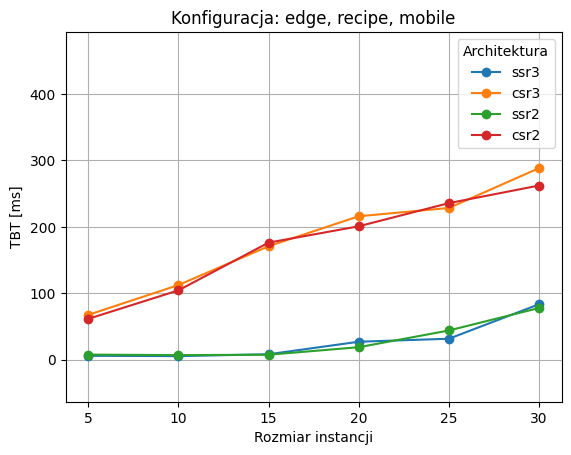 Konfiguracja: edge, recipe, mobile
Architektura
ssr3
csr3
ssr2
csr2
TBT [ms]
400
300
200
100
0
5 10 15 20 25 30
Rozmiar instancji